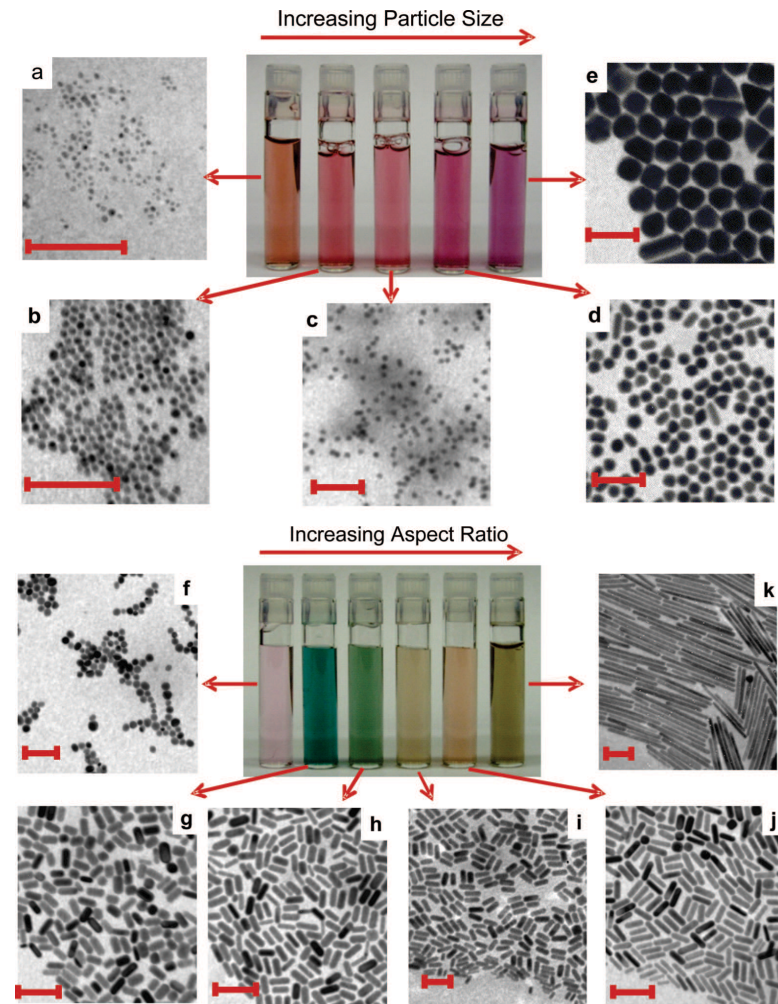 Increasing Particle Size
a
e
b
c
d
Increasing Aspect Ratio
f
k
g
h
i
j